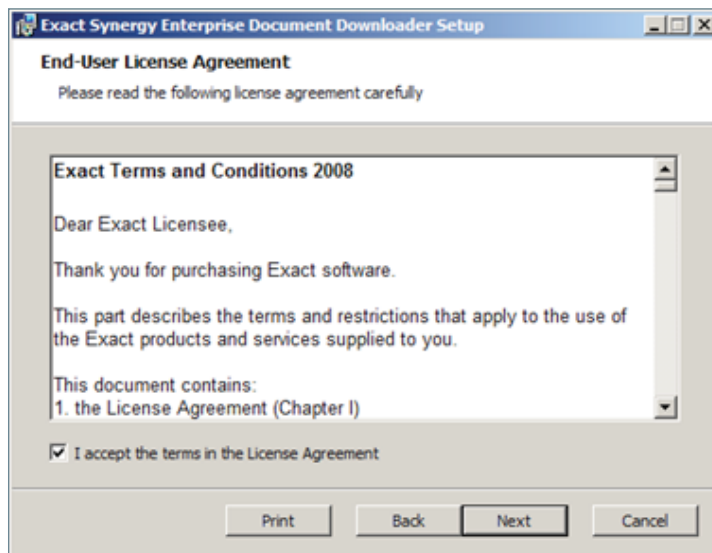 Exact Synergy Enterprise Document Downloader Setup
End-User License Agreement
Please read the following license agreement carefully
Exact Terms and Conditions 2008
Dear Exact Licensee,
Thank you for purchasing Exact software.
This part describes the terms and restrictions that apply to the use of
the Exact products and services supplied to you.
This document contains:
1. the License Agreement (Chapter I)
I accept the terms in the License Agreement
Print Back Next Cancel